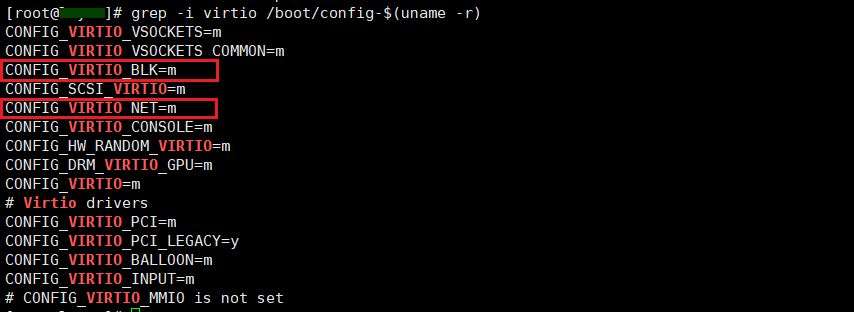 [root@ ]# grep -i virtio /boot/config-$(uname -r)
CONFIG_VIRTIO_VSOCKETS=m
CONFIG_VIRTIO_VSOCKETS_COMMON=m
CONFIG_VIRTIO_BLK=m
CONFIG_SCSI_VIRTIO=m
CONFIG_VIRTIO_NET=m
CONFIG_VIRTIO_CONSOLE=m
CONFIG_HW_RANDOM_VIRTIO=m
CONFIG_DRM_VIRTIO_GPU=m
CONFIG_VIRTIO=m
# Virtio drivers
CONFIG_VIRTIO_PCI=m
CONFIG_VIRTIO_PCI_LEGACY=y
CONFIG_VIRTIO_BALLOON=m
CONFIG_VIRTIO_INPUT=m
# CONFIG_VIRTIO_MMIO is not set